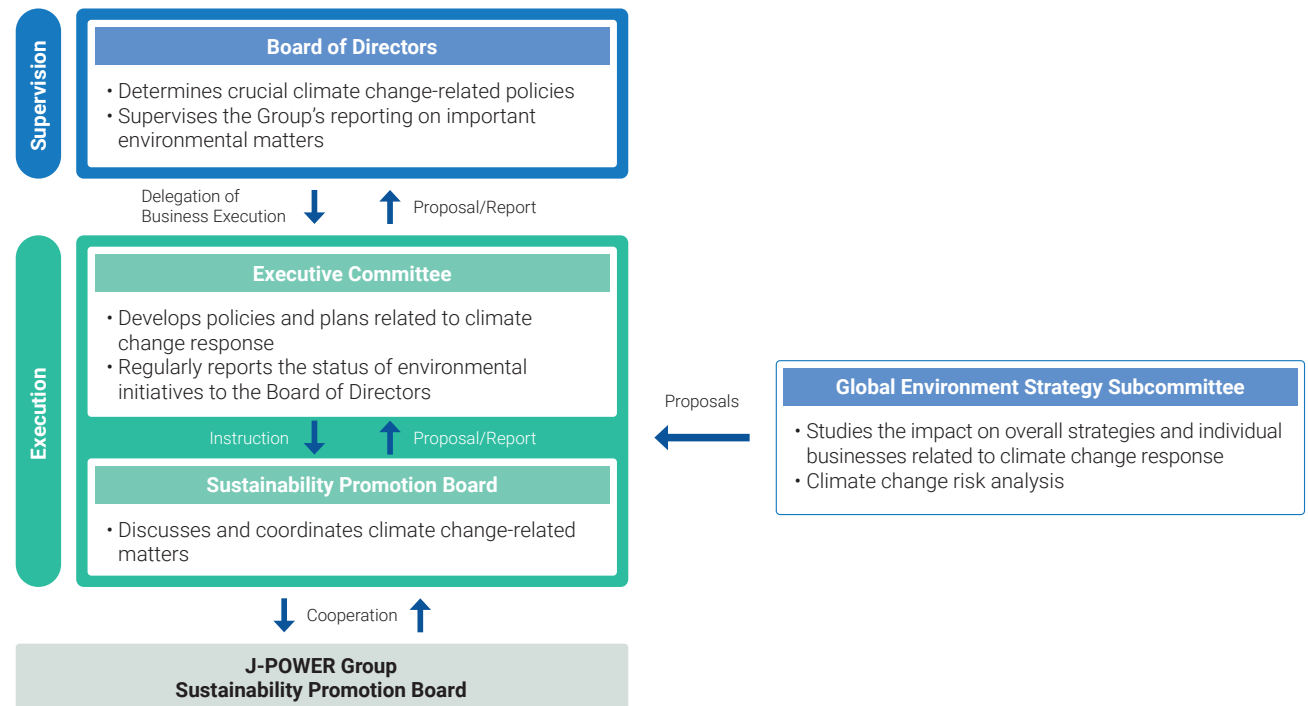 Supervision
Board of Directors
• Determines crucial climate change-related policies
• Supervises the Group's reporting on important
environmental matters
Delegation of
Business Execution
Proposal/Report
Execution
Executive Committee
• Develops policies and plans related to climate
change response
• Regularly reports the status of environmental
initiatives to the Board of Directors
Instruction
Proposal/Report
Sustainability Promotion Board
• Discusses and coordinates climate change-related
matters
Proposals
Global Environment Strategy Subcommittee
• Studies the impact on overall strategies and individual
businesses related to climate change response
• Climate change risk analysis
Cooperation
J-POWER Group
Sustainability Promotion Board